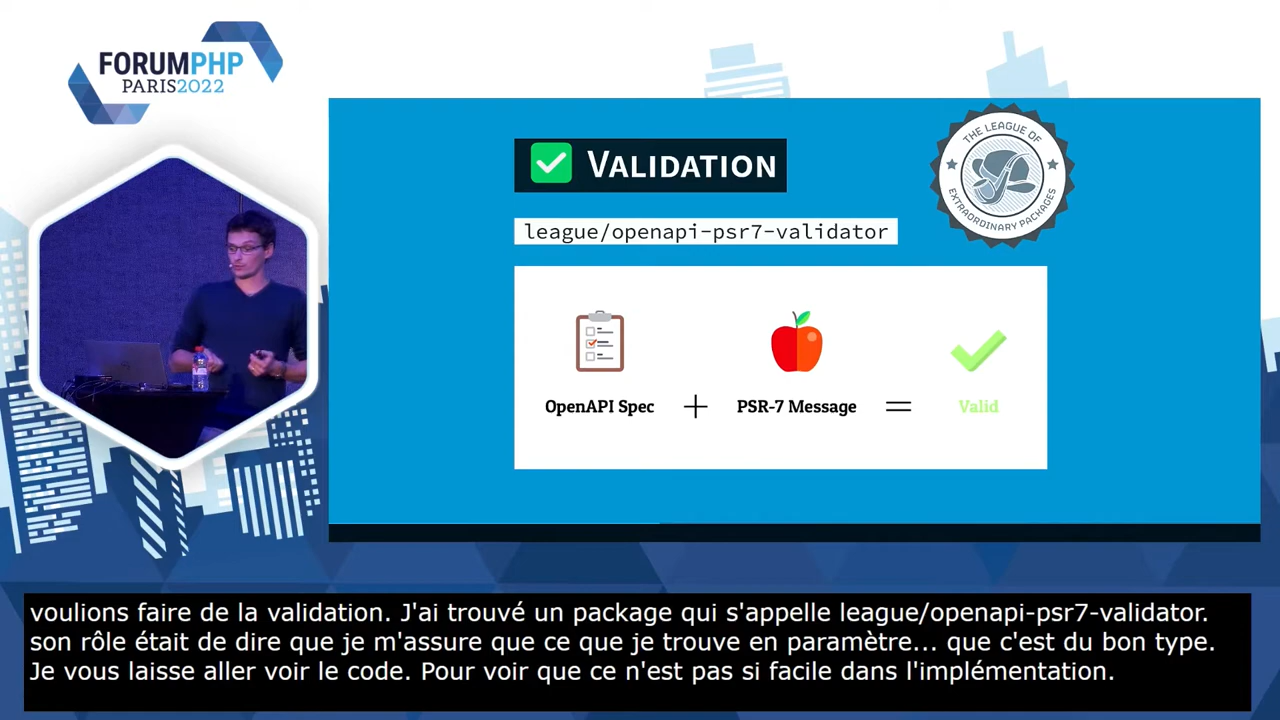 FORUMPHP
PARIS2022
THE LEAGUE OF
EXTRAORDINARY PACKAGES
✅ VALIDATION
league/openapi-psr7-validator
OpenAPI Spec + PSR-7 Message = Valid
voulions faire de la validation. J'ai trouvé un package qui s'appelle league/openapi-psr7-validator.
son rôle était de dire que je m'assure que ce que je trouve en paramètre... que c'est du bon type.
Je vous laisse aller voir le code. Pour voir que ce n'est pas si facile dans l'implémentation.